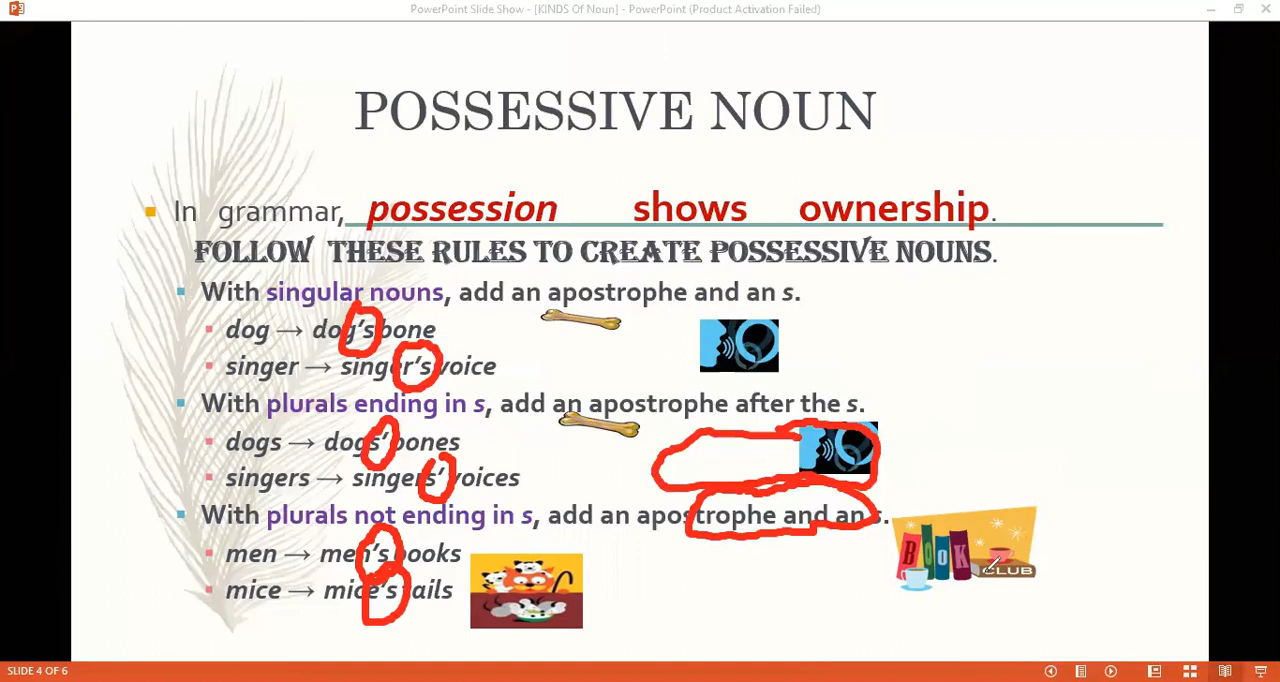 PowerPoint Slide Show - [KINDS Of Noun] - PowerPoint (Product Activation Failed)
POSSESSIVE NOUN
In grammar, possession shows ownership.
FOLLOW THESE RULES TO CREATE POSSESSIVE NOUNS.
With singular nouns, add an apostrophe and an s.
dog → dog's bone
singer → singer's voice
With plurals ending in s, add an apostrophe after the s.
dogs → dogs' bones
singers → singers' voices
With plurals not ending in s, add an apostrophe and an s.
men → men's books
mice → mice's tails
BOOK
CLUB
SLIDE 4 OF 6